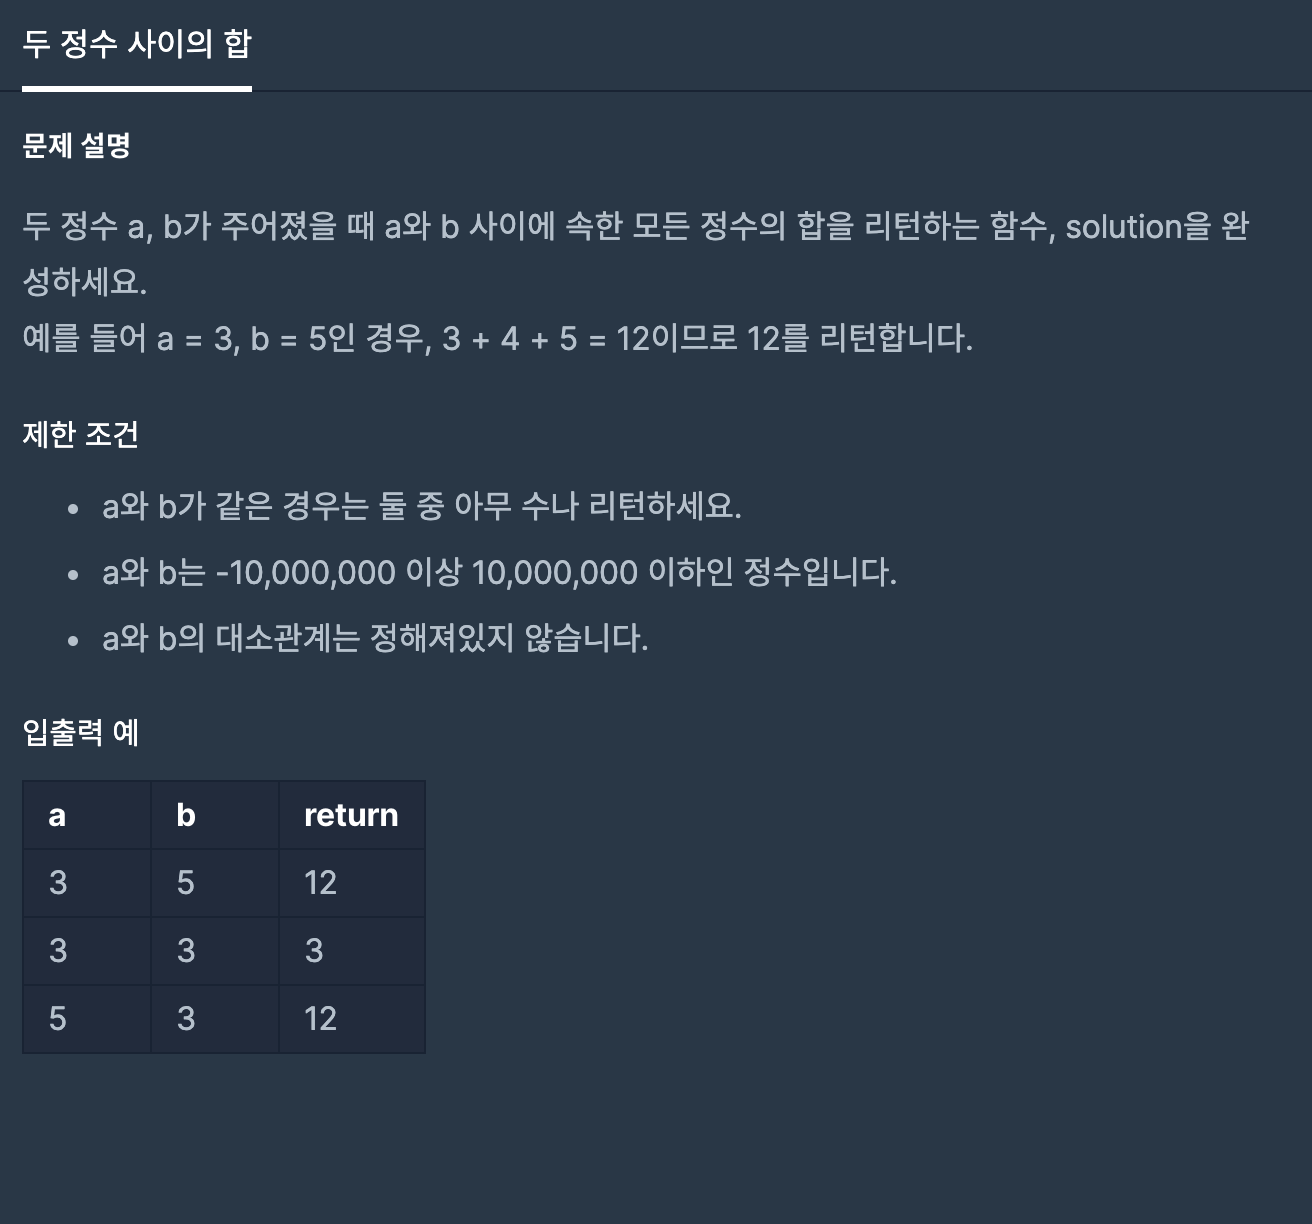 두 정수 사이의 합
문제 설명
두 정수 a, b가 주어졌을 때 a와 b 사이에 속한 모든 정수의 합을 리턴하는 함수, solution을 완
성하세요.
예를 들어 a = 3, b = 5인 경우, 3 + 4 + 5 = 12이므로 12를 리턴합니다.
제한 조건
• a와 b가 같은 경우는 둘 중 아무 수나 리턴하세요.
• a와 b는 -10,000,000 이상 10,000,000 이하인 정수입니다.
• a와 b의 대소관계는 정해져있지 않습니다.
입출력 예
a b return
3 5 12
3 3 3
5 3 12